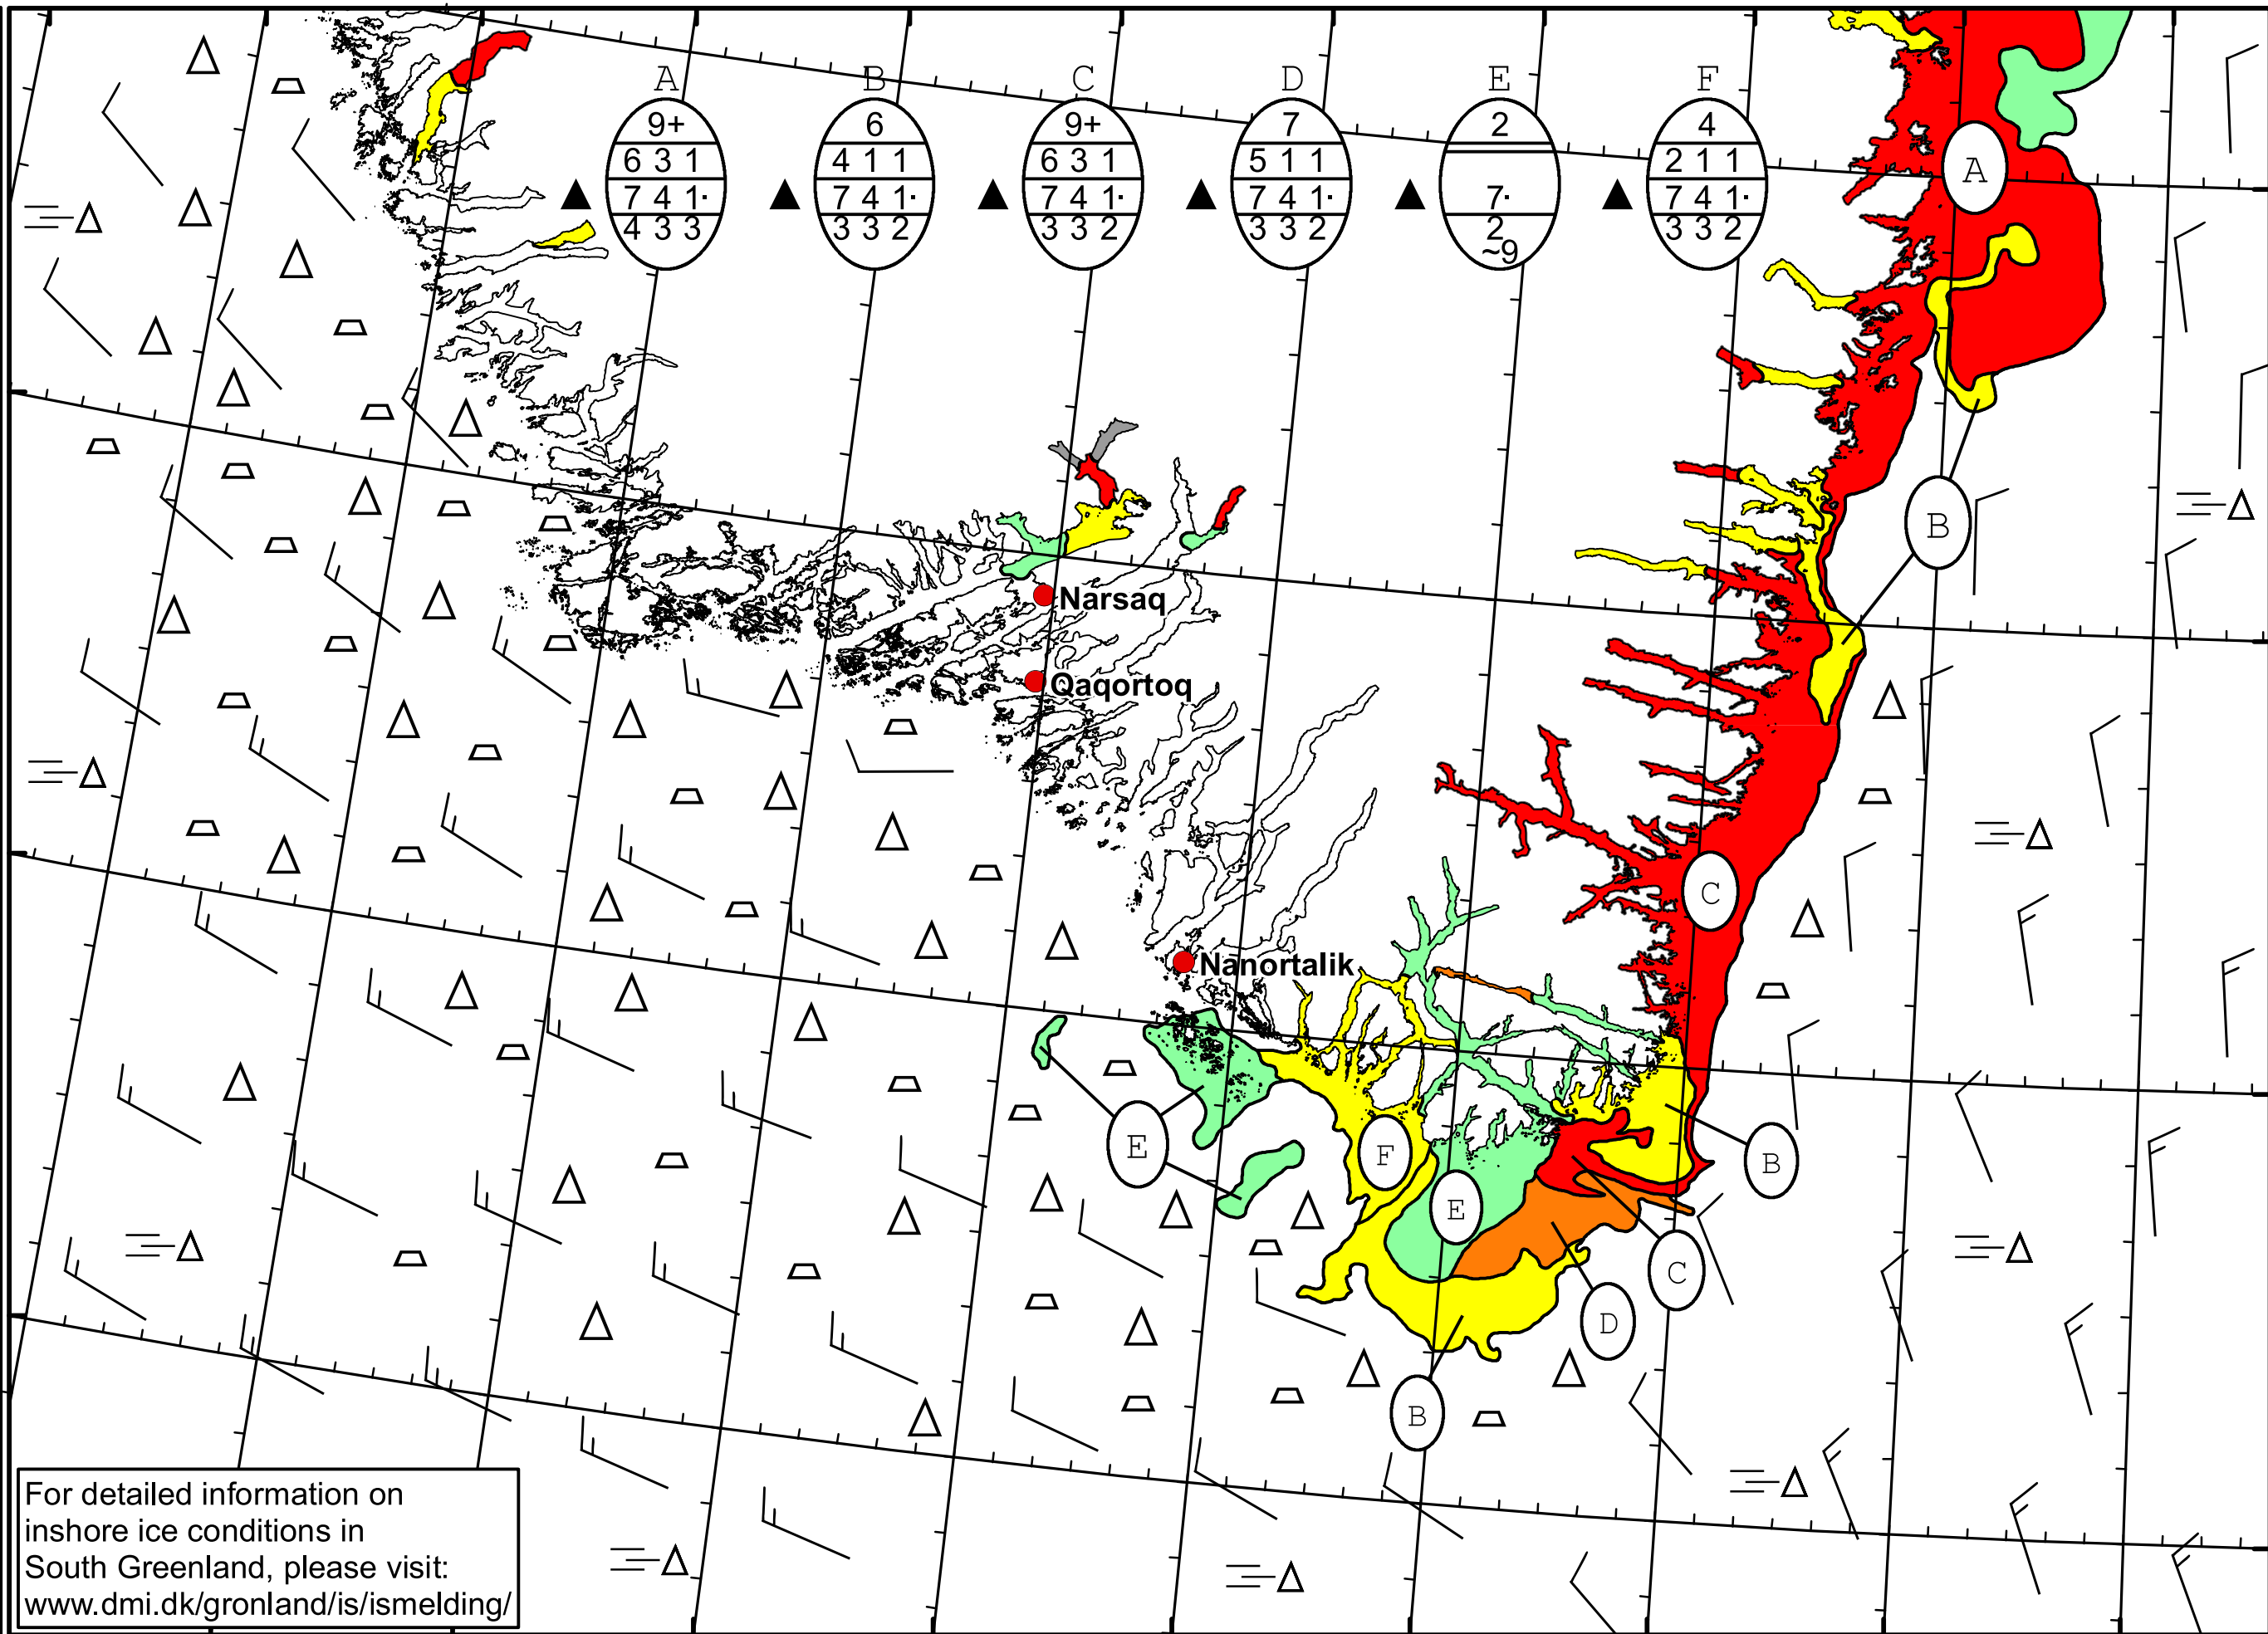 A B C D E F
9+ 6 9+ 7 2 4
6 3 1 4 1 1 6 3 1 5 1 1 2 1 1
7 4 1· 7 4 1· 7 4 1· 7 4 1· 7· 7 4 1·
4 3 3 3 3 2 3 3 2 3 3 2 2 3 3 2
~9
A
B
Narsaq
Qaqortoq
C
Nanortalik
E
F
B
E
C
D
B
For detailed information on
inshore ice conditions in
South Greenland, please visit:
www.dmi.dk/gronland/is/ismelding/